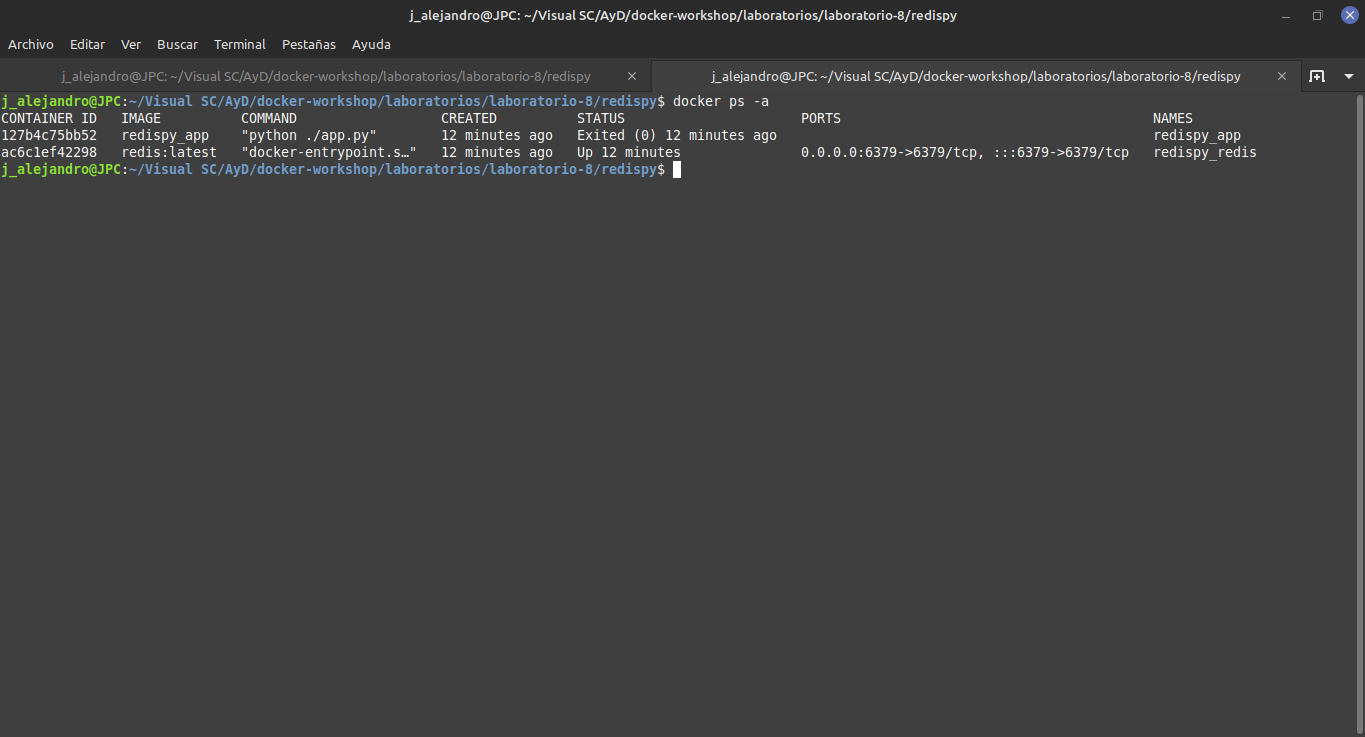 j_alejandro@JPC: ~/Visual SC/AyD/docker-workshop/laboratorios/laboratorio-8/redispy
Archivo Editar Ver Buscar Terminal Pestañas Ayuda
j_alejandro@JPC: ~/Visual SC/AyD/docker-workshop/laboratorios/laboratorio-8/redispy j_alejandro@JPC: ~/Visual SC/AyD/docker-workshop/laboratorios/laboratorio-8/redispy
j_alejandro@JPC:~/Visual SC/AyD/docker-workshop/laboratorios/laboratorio-8/redispy$ docker ps -a
CONTAINER ID   IMAGE          COMMAND                  CREATED          STATUS                      PORTS                                       NAMES
127b4c75bb52   redispy_app    "python ./app.py"        12 minutes ago   Exited (0) 12 minutes ago                                               redispy_app
ac6c1ef42298   redis:latest   "docker-entrypoint.s…"   12 minutes ago   Up 12 minutes               0.0.0.0:6379->6379/tcp, :::6379->6379/tcp   redispy_redis
j_alejandro@JPC:~/Visual SC/AyD/docker-workshop/laboratorios/laboratorio-8/redispy$